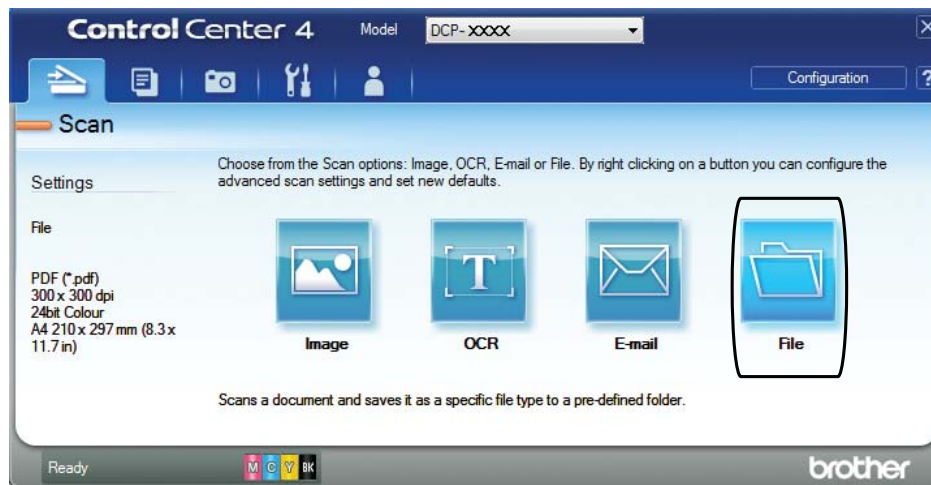 Control Center 4
Model
DCP- XXXX
X
Configuration
?
Scan
Choose from the Scan options: Image, OCR, E-mail or File. By right clicking on a button you can configure the
advanced scan settings and set new defaults.
Settings
File
PDF (*.pdf)
300 x 300 dpi
24bit Colour
A4 210 x 297 mm (8.3 x
11.7 in)
T
Image
OCR
E-mail
File
Scans a document and saves it as a specific file type to a pre-defined folder.
Ready
M C Y BK
brother